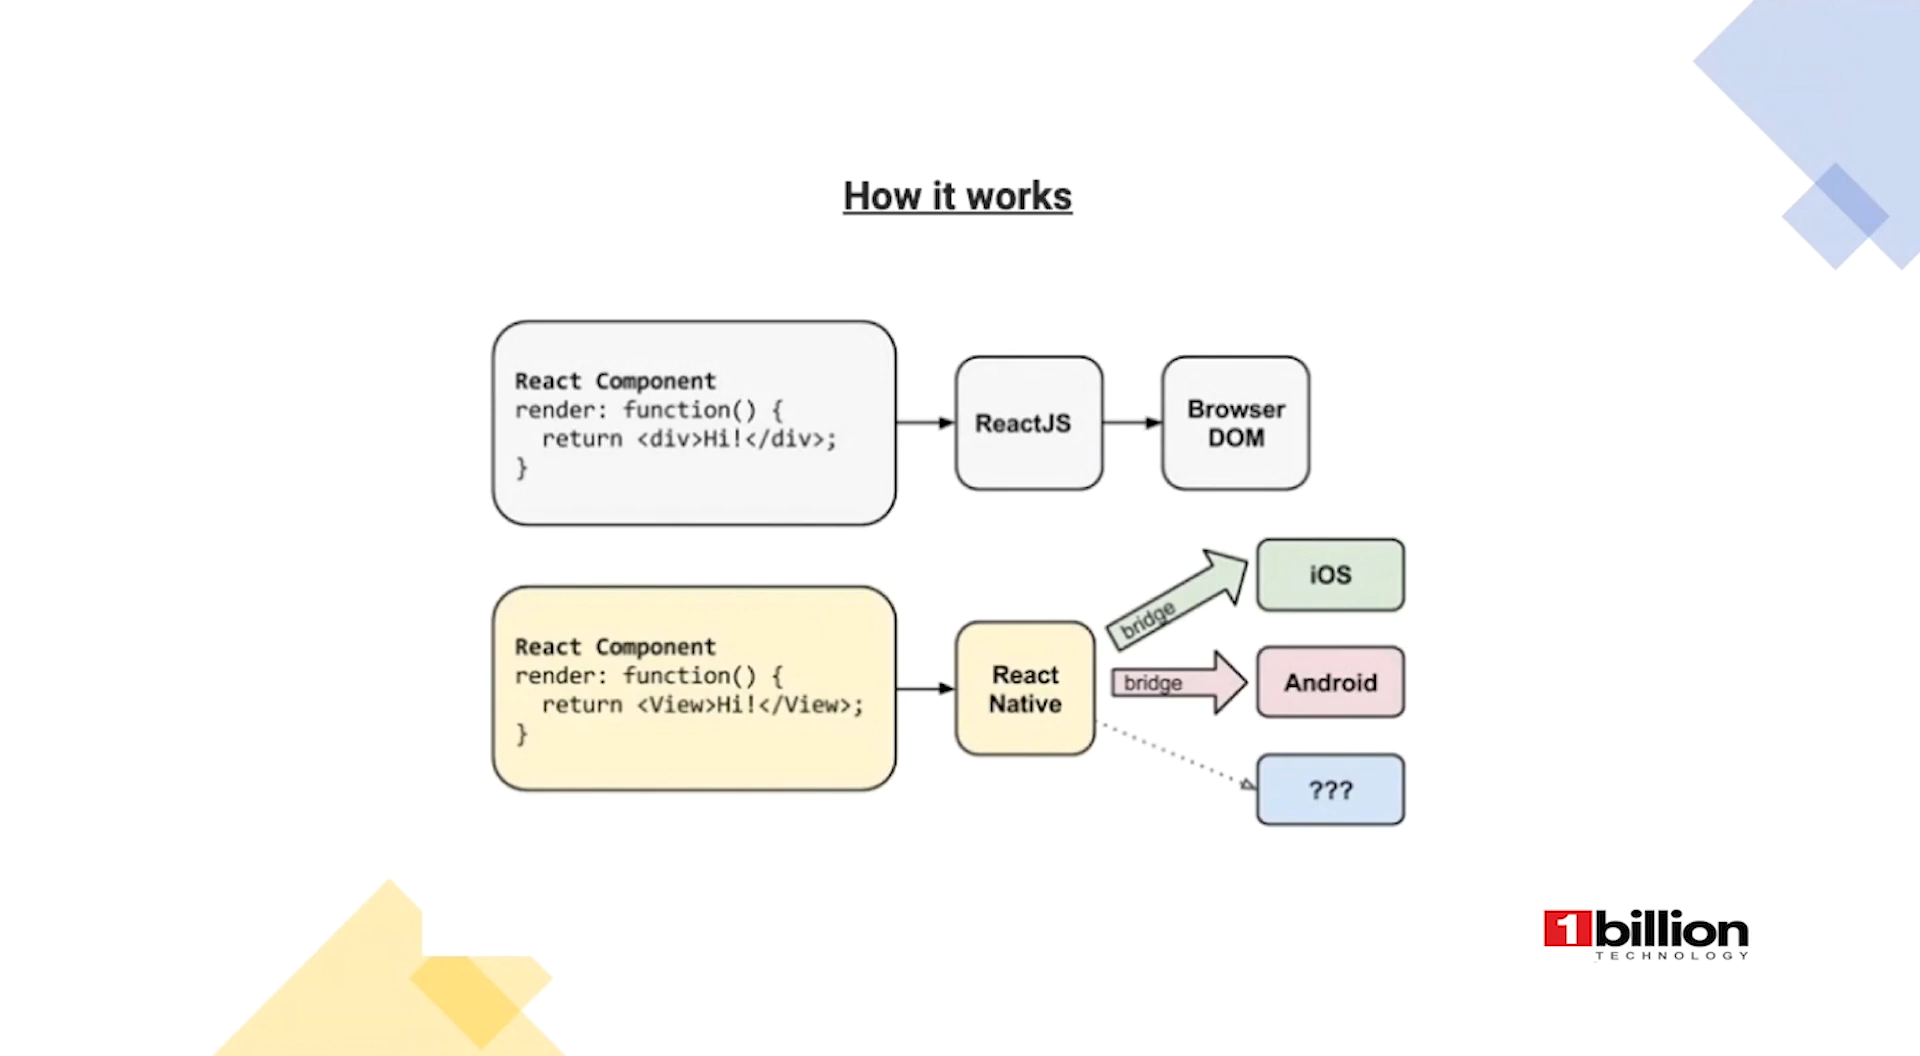 How it works
React Component
render: function() {
return <div>Hi!</div>;
}
ReactJS
Browser
DOM
React Component
render: function() {
return <View>Hi!</View>;
}
React
Native
bridge
iOS
bridge
Android
???
1billion
TECHNOLOGY